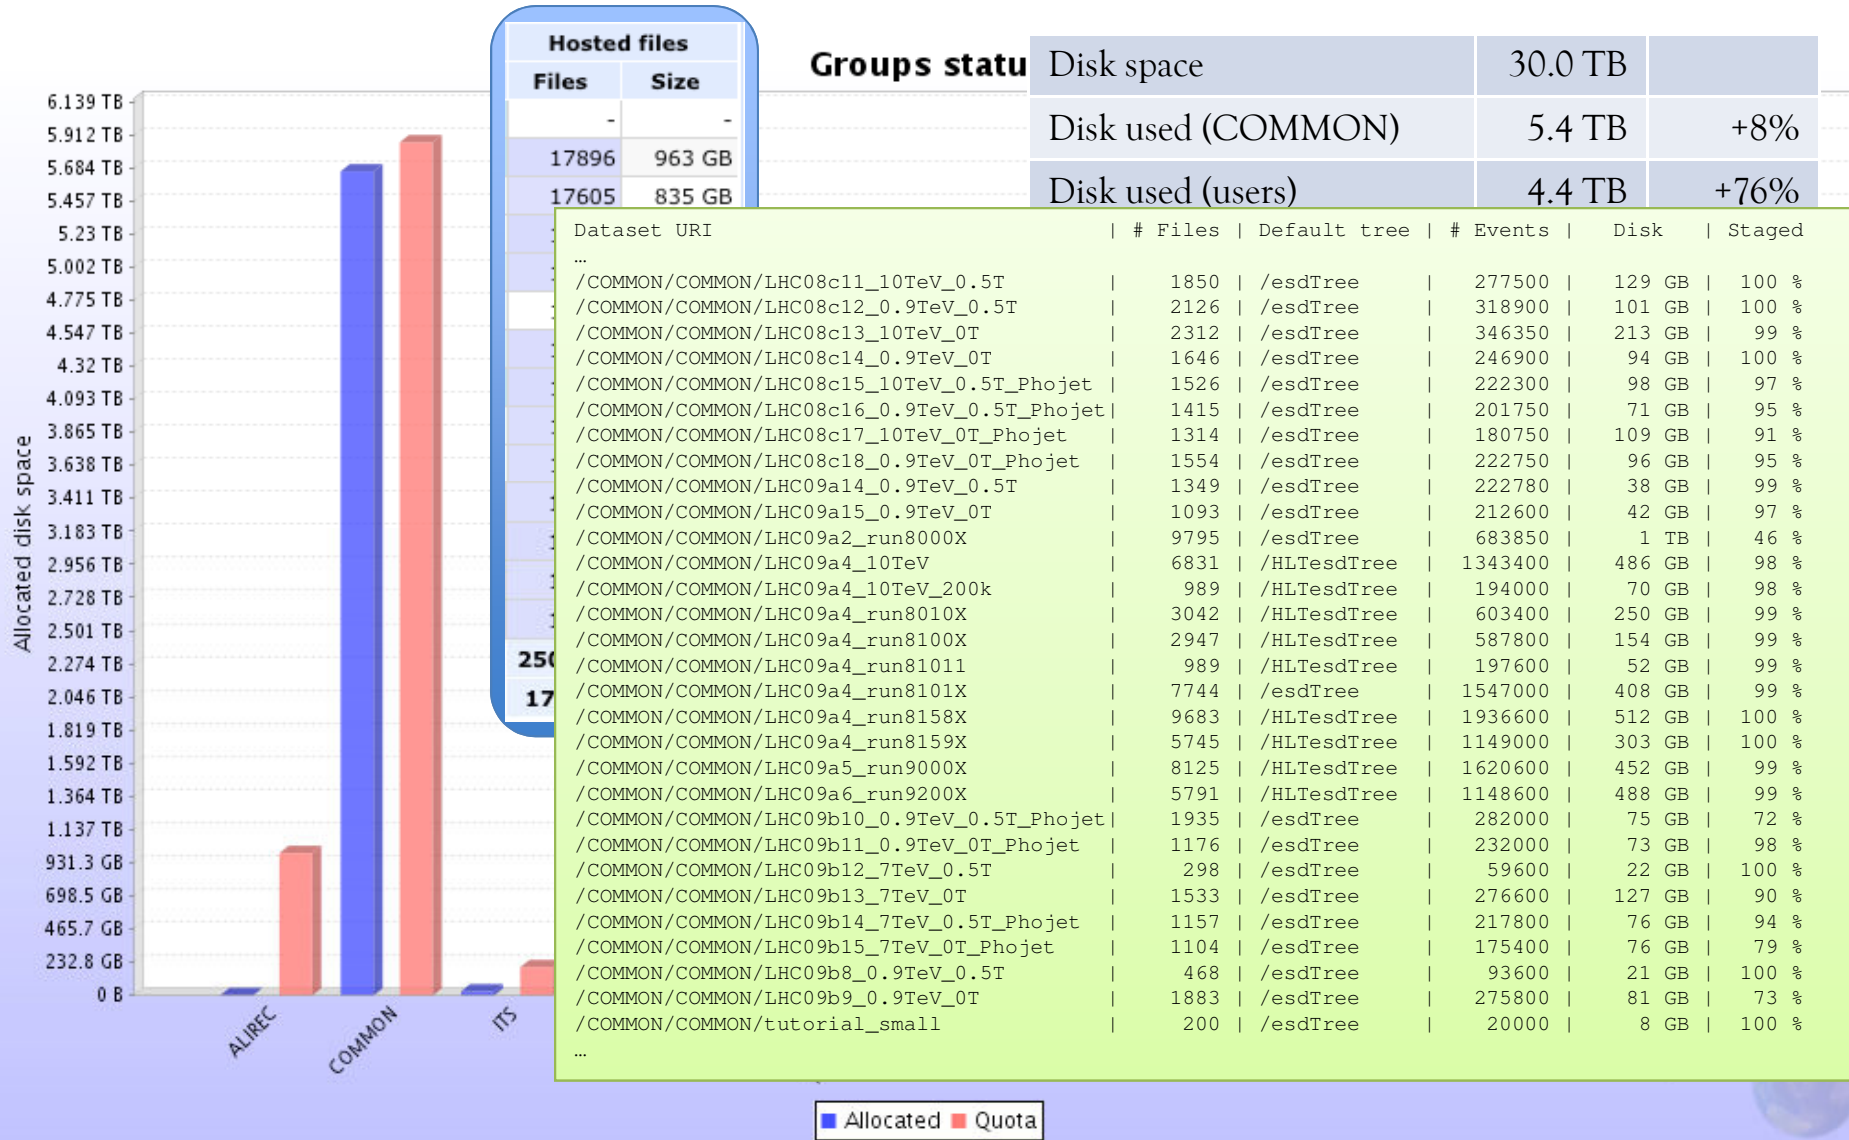 Groups statu
Allocated disk space
6.139 TB
5.912 TB
5.684 TB
5.457 TB
5.23 TB
5.002 TB
4.775 TB
4.547 TB
4.32 TB
4.093 TB
3.865 TB
3.638 TB
3.411 TB
3.183 TB
2.956 TB
2.728 TB
2.501 TB
2.274 TB
2.046 TB
1.819 TB
1.592 TB
1.364 TB
1.137 TB
931.3 GB
698.5 GB
465.7 GB
232.8 GB
0 B
ALIREC
COMMON
ITS
Allocated Quota
Hosted files
Files Size
- -
17896 963 GB
17605 835 GB
250
17
Disk space 30.0 TB
Disk used (COMMON) 5.4 TB +8%
Disk used (users) 4.4 TB +76%
Dataset URI | # Files | Default tree | # Events | Disk | Staged
…
/COMMON/COMMON/LHC08c11_10TeV_0.5T | 1850 | /esdTree | 277500 | 129 GB | 100 %
/COMMON/COMMON/LHC08c12_0.9TeV_0.5T | 2126 | /esdTree | 318900 | 101 GB | 100 %
/COMMON/COMMON/LHC08c13_10TeV_0T | 2312 | /esdTree | 346350 | 213 GB | 99 %
/COMMON/COMMON/LHC08c14_0.9TeV_0T | 1646 | /esdTree | 246900 | 94 GB | 100 %
/COMMON/COMMON/LHC08c15_10TeV_0.5T_Phojet | 1526 | /esdTree | 222300 | 98 GB | 97 %
/COMMON/COMMON/LHC08c16_0.9TeV_0.5T_Phojet| 1415 | /esdTree | 201750 | 71 GB | 95 %
/COMMON/COMMON/LHC08c17_10TeV_0T_Phojet | 1314 | /esdTree | 180750 | 109 GB | 91 %
/COMMON/COMMON/LHC08c18_0.9TeV_0T_Phojet | 1554 | /esdTree | 222750 | 96 GB | 95 %
/COMMON/COMMON/LHC09a14_0.9TeV_0.5T | 1349 | /esdTree | 222780 | 38 GB | 99 %
/COMMON/COMMON/LHC09a15_0.9TeV_0T | 1093 | /esdTree | 212600 | 42 GB | 97 %
/COMMON/COMMON/LHC09a2_run8000X | 9795 | /esdTree | 683850 | 1 TB | 46 %
/COMMON/COMMON/LHC09a4_10TeV | 6831 | /HLTesdTree | 1343400 | 486 GB | 98 %
/COMMON/COMMON/LHC09a4_10TeV_200k | 989 | /HLTesdTree | 194000 | 70 GB | 98 %
/COMMON/COMMON/LHC09a4_run8010X | 3042 | /HLTesdTree | 603400 | 250 GB | 99 %
/COMMON/COMMON/LHC09a4_run8100X | 2947 | /HLTesdTree | 587800 | 154 GB | 99 %
/COMMON/COMMON/LHC09a4_run81011 | 989 | /HLTesdTree | 197600 | 52 GB | 99 %
/COMMON/COMMON/LHC09a4_run8101X | 7744 | /esdTree | 1547000 | 408 GB | 99 %
/COMMON/COMMON/LHC09a4_run8158X | 9683 | /HLTesdTree | 1936600 | 512 GB | 100 %
/COMMON/COMMON/LHC09a4_run8159X | 5745 | /HLTesdTree | 1149000 | 303 GB | 100 %
/COMMON/COMMON/LHC09a5_run9000X | 8125 | /HLTesdTree | 1620600 | 452 GB | 99 %
/COMMON/COMMON/LHC09a6_run9200X | 5791 | /HLTesdTree | 1148600 | 488 GB | 99 %
/COMMON/COMMON/LHC09b10_0.9TeV_0.5T_Phojet| 1935 | /esdTree | 282000 | 75 GB | 72 %
/COMMON/COMMON/LHC09b11_0.9TeV_0T_Phojet | 1176 | /esdTree | 232000 | 73 GB | 98 %
/COMMON/COMMON/LHC09b12_7TeV_0.5T | 298 | /esdTree | 59600 | 22 GB | 100 %
/COMMON/COMMON/LHC09b13_7TeV_0T | 1533 | /esdTree | 276600 | 127 GB | 90 %
/COMMON/COMMON/LHC09b14_7TeV_0.5T_Phojet | 1157 | /esdTree | 217800 | 76 GB | 94 %
/COMMON/COMMON/LHC09b15_7TeV_0T_Phojet | 1104 | /esdTree | 175400 | 76 GB | 79 %
/COMMON/COMMON/LHC09b8_0.9TeV_0.5T | 468 | /esdTree | 93600 | 21 GB | 100 %
/COMMON/COMMON/LHC09b9_0.9TeV_0T | 1883 | /esdTree | 275800 | 81 GB | 73 %
/COMMON/COMMON/tutorial_small | 200 | /esdTree | 20000 | 8 GB | 100 %
…